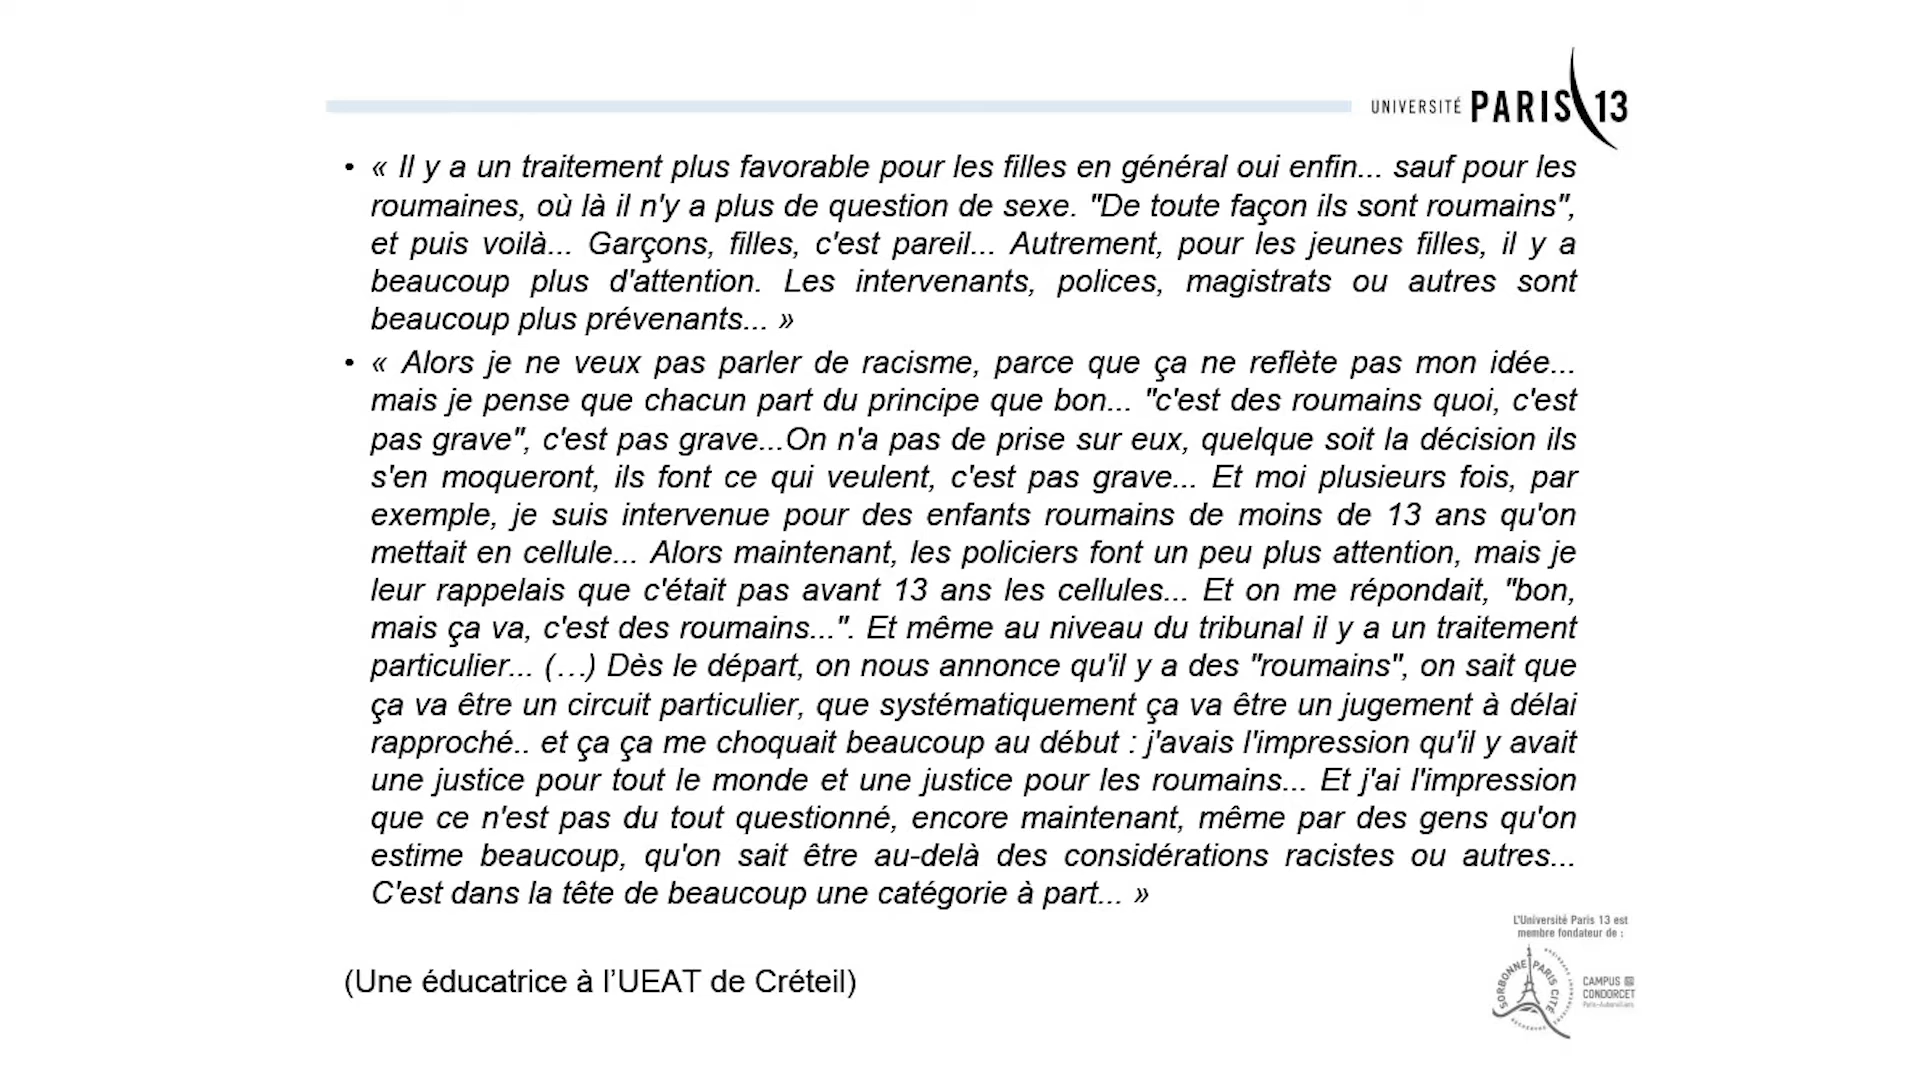 UNIVERSITÉ PARIS 13
• « Il y a un traitement plus favorable pour les filles en général oui enfin... sauf pour les
roumaines, où là il n'y a plus de question de sexe. "De toute façon ils sont roumains",
et puis voilà... Garçons, filles, c'est pareil... Autrement, pour les jeunes filles, il y a
beaucoup plus d'attention. Les intervenants, polices, magistrats ou autres sont
beaucoup plus prévenants... »
• « Alors je ne veux pas parler de racisme, parce que ça ne reflète pas mon idée...
mais je pense que chacun part du principe que bon... "c'est des roumains quoi, c'est
pas grave", c'est pas grave...On n'a pas de prise sur eux, quelque soit la décision ils
s'en moqueront, ils font ce qui veulent, c'est pas grave... Et moi plusieurs fois, par
exemple, je suis intervenue pour des enfants roumains de moins de 13 ans qu'on
mettait en cellule... Alors maintenant, les policiers font un peu plus attention, mais je
leur rappelais que c'était pas avant 13 ans les cellules... Et on me répondait, "bon,
mais ça va, c'est des roumains...". Et même au niveau du tribunal il y a un traitement
particulier... (…) Dès le départ, on nous annonce qu'il y a des "roumains", on sait que
ça va être un circuit particulier, que systématiquement ça va être un jugement à délai
rapproché.. et ça ça me choquait beaucoup au début : j'avais l'impression qu'il y avait
une justice pour tout le monde et une justice pour les roumains... Et j'ai l'impression
que ce n'est pas du tout questionné, encore maintenant, même par des gens qu'on
estime beaucoup, qu'on sait être au-delà des considérations racistes ou autres...
C'est dans la tête de beaucoup une catégorie à part... »
(Une éducatrice à l’UEAT de Créteil)
L'Université Paris 13 est
membre fondateur de :
SORBONNE PARIS CITÉ
CAMPUS
CONDORCET
Paris-Aubervilliers